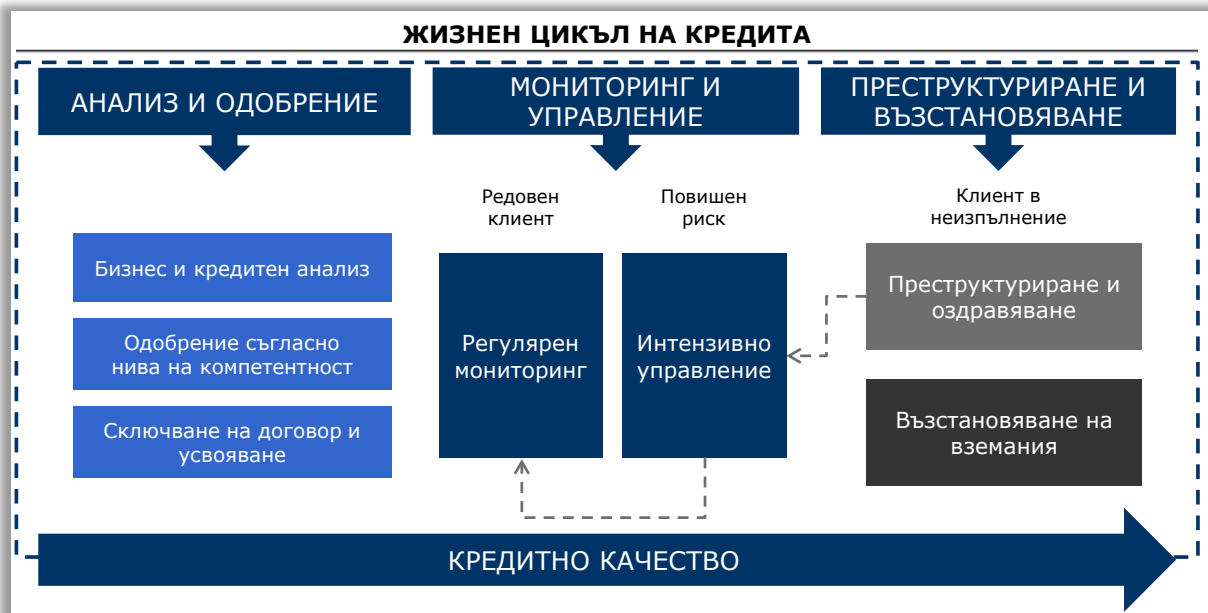 ЖИЗНЕН ЦИКЪЛ НА КРЕДИТА
АНАЛИЗ И ОДОБРЕНИЕ
Бизнес и кредитен анализ
Одобрение съгласно
нива на компетентност
Сключване на договор и
усвояване
МОНИТОРИНГ И
УПРАВЛЕНИЕ
Редовен
клиент
Регулярен
мониторинг
Повишен
риск
Интензивно
управление
ПРЕСТРУКТУРИРАНЕ И
ВЪЗСТАНОВЯВАНЕ
Клиент в
неизпълнение
Преструктуриране и
оздравяване
Възстановяване на
вземания
КРЕДИТНО КАЧЕСТВО